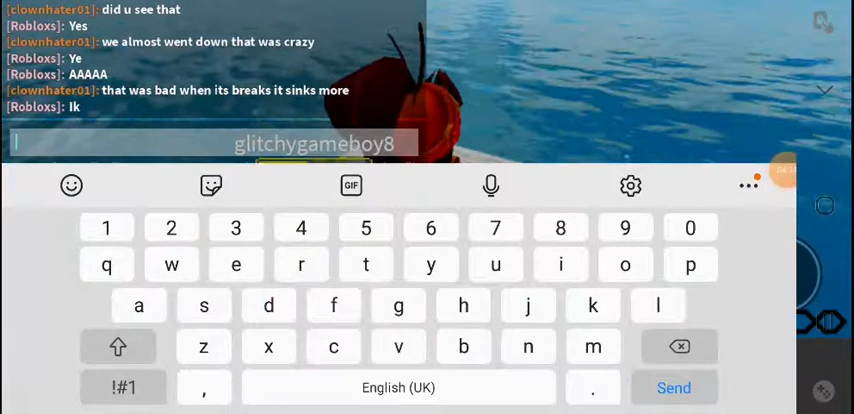 [clownhater01]: did u see that
[Robloxs]: Yes
[clownhater01]: we almost went down that was crazy
[Robloxs]: Ye
[Robloxs]: AAAAA
[clownhater01]: that was bad when its breaks it sinks more
[Robloxs]: Ik
glitchygameboy8
GIF
1 2 3 4 5 6 7 8 9 0
q w e r t y u i o p
a s d f g h j k l
z x c v b n m
!#1 , English (UK) . Send